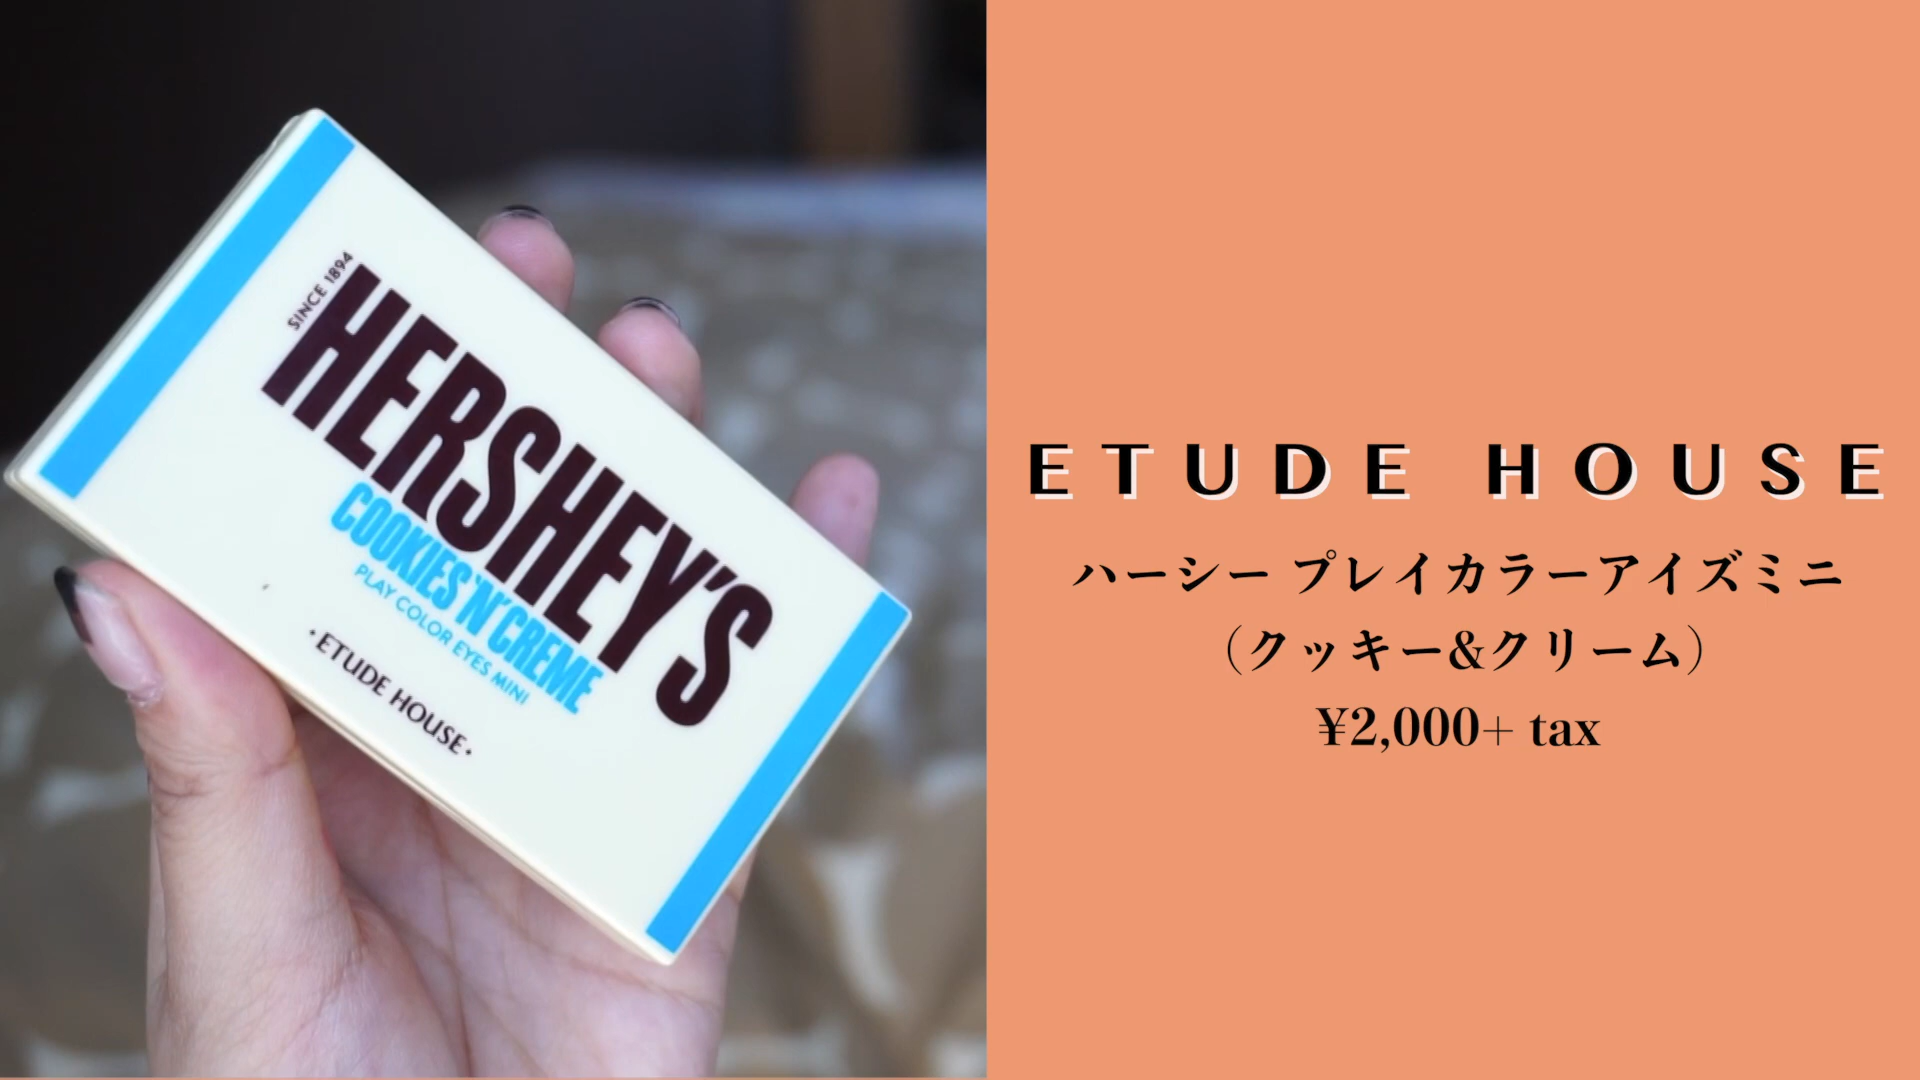 SINCE 1894
HERSHEY'S
COOKIES'N'CREME
PLAY COLOR EYES MINI
·ETUDE HOUSE·
ETUDE HOUSE
ハーシー プレイカラーアイズミニ
（クッキー&クリーム）
¥2,000+ tax